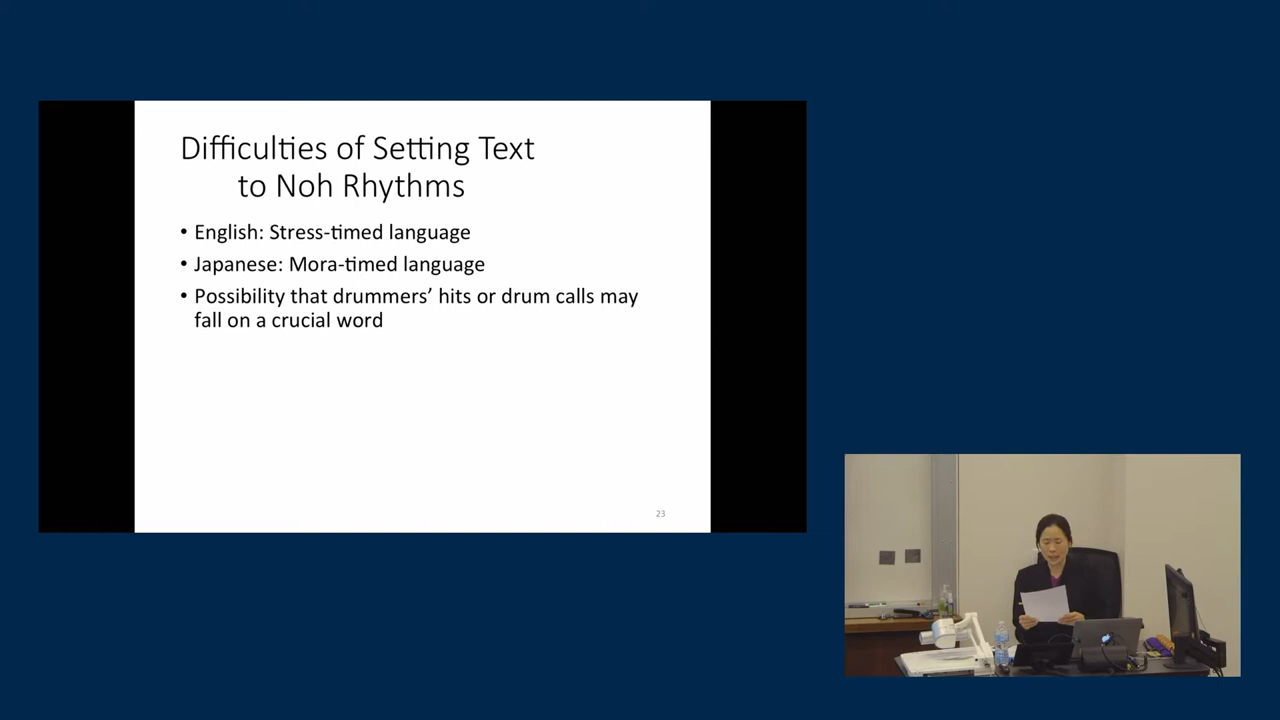 Difficulties of Setting Text
to Noh Rhythms
• English: Stress-timed language
• Japanese: Mora-timed language
• Possibility that drummers’ hits or drum calls may
fall on a crucial word
23